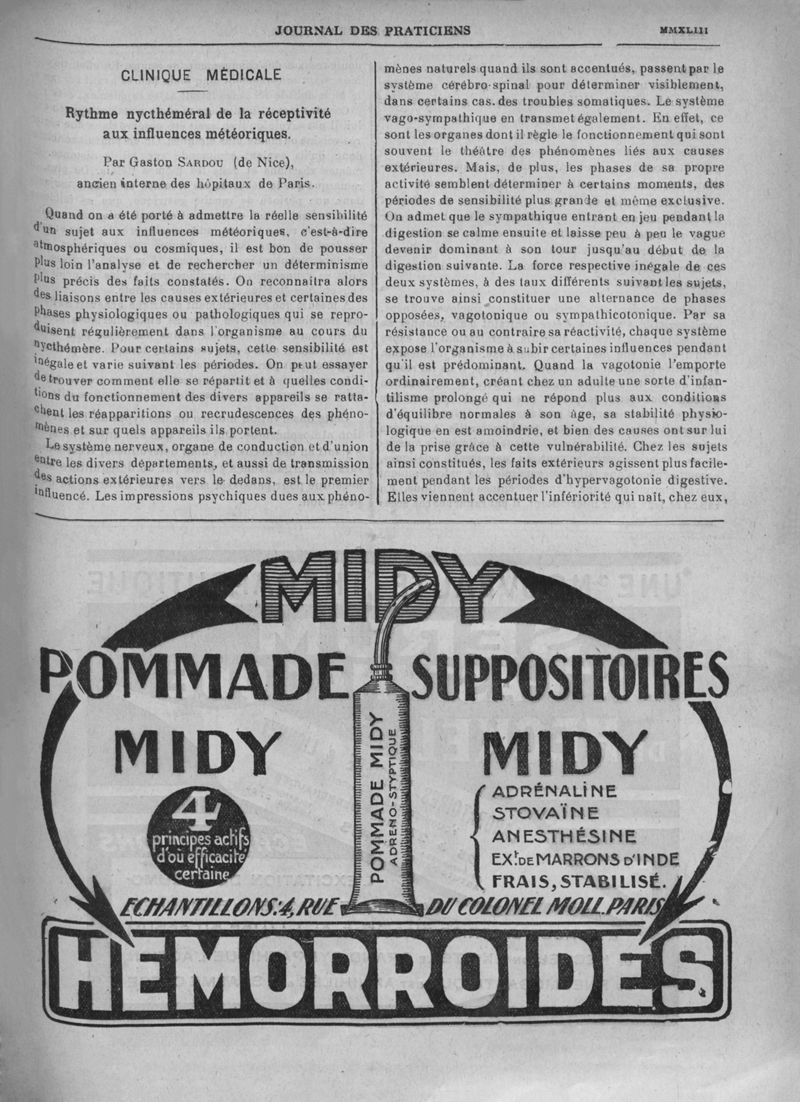 JOURNAL DES PRATICIENS
MMXLIII
CLINIQUE MÉDICALE
Rythme nycthéméral de la réceptivité
aux influences météoriques.
Par Gaston SARDOU (de Nice),
ancien interne des hôpitaux de Paris.
Quand on a été porté à admettre la réelle sensibilité
d'un sujet aux influences météoriques, c'est-à-dire
atmosphériques ou cosmiques, il est bon de pousser
plus loin l'analyse et de rechercher un déterminisme
plus précis des faits constatés. On reconnaîtra alors
des liaisons entre les causes extérieures et certaines des
phases physiologiques ou pathologiques qui se repro-
duisent régulièrement dans l'organisme au cours du
nycthémère. Pour certains sujets, cette sensibilité est
inégale et varie suivant les périodes. On peut essayer
de trouver comment elle se répartit et à quelles condi-
tions du fonctionnement des divers appareils se ratta-
chent les réapparitions ou recrudescences des phéno-
mènes et sur quels appareils ils portent.
Le système nerveux, organe de conduction et d'union
entre les divers départements, et aussi de transmission
des actions extérieures vers le dedans, est le premier
influencé. Les impressions psychiques dues aux phéno-
mènes naturels quand ils sont accentués, passent par le
système cérébro-spinal pour déterminer visiblement,
dans certains cas, des troubles somatiques. Le système
vago-sympathique en transmet également. En effet, ce
sont les organes dont il règle le fonctionnement qui sont
souvent le théâtre des phénomènes liés aux causes
extérieures. Mais, de plus, les phases de sa propre
activité semblent déterminer à certains moments, des
périodes de sensibilité plus grande et même exclusive.
On admet que le sympathique entrant en jeu pendant la
digestion se calme ensuite et laisse peu à peu le vague
devenir dominant à son tour jusqu'au début de la
digestion suivante. La force respective inégale de ces
deux systèmes, à des taux différents suivant les sujets,
se trouve ainsi constituer une alternance de phases
opposées, vagotonique ou sympathicotonique. Par sa
résistance ou au contraire sa réactivité, chaque système
expose l'organisme à subir certaines influences pendant
qu'il est prédominant. Quand la vagotonie l'emporte
ordinairement, créant chez un adulte une sorte d'infan-
tilisme prolongé qui ne répond plus aux conditions
d'équilibre normales à son âge, sa stabilité physio-
logique en est amoindrie, et bien des causes ont sur lui
de la prise grâce à cette vulnérabilité. Chez les sujets
ainsi constitués, les faits extérieurs agissent plus facile-
ment pendant les périodes d'hypervagotonie digestive.
Elles viennent accentuer l'infériorité qui naît, chez eux,
MIDY
POMMADE
SUPPOSITOIRES
MIDY
MIDY
4
principes actifs
d'où efficacité
certaine
POMMADE MIDY
ADRENO-STYPTIQUE
ADRÉNALINE
STOVAÏNE
ANESTHÉSINE
EXt. DE MARRONS D'INDE
FRAIS, STABILISÉ.
ECHANTILLONS: 4, RUE DU COLONEL MOLL. PARIS
HEMORROIDES